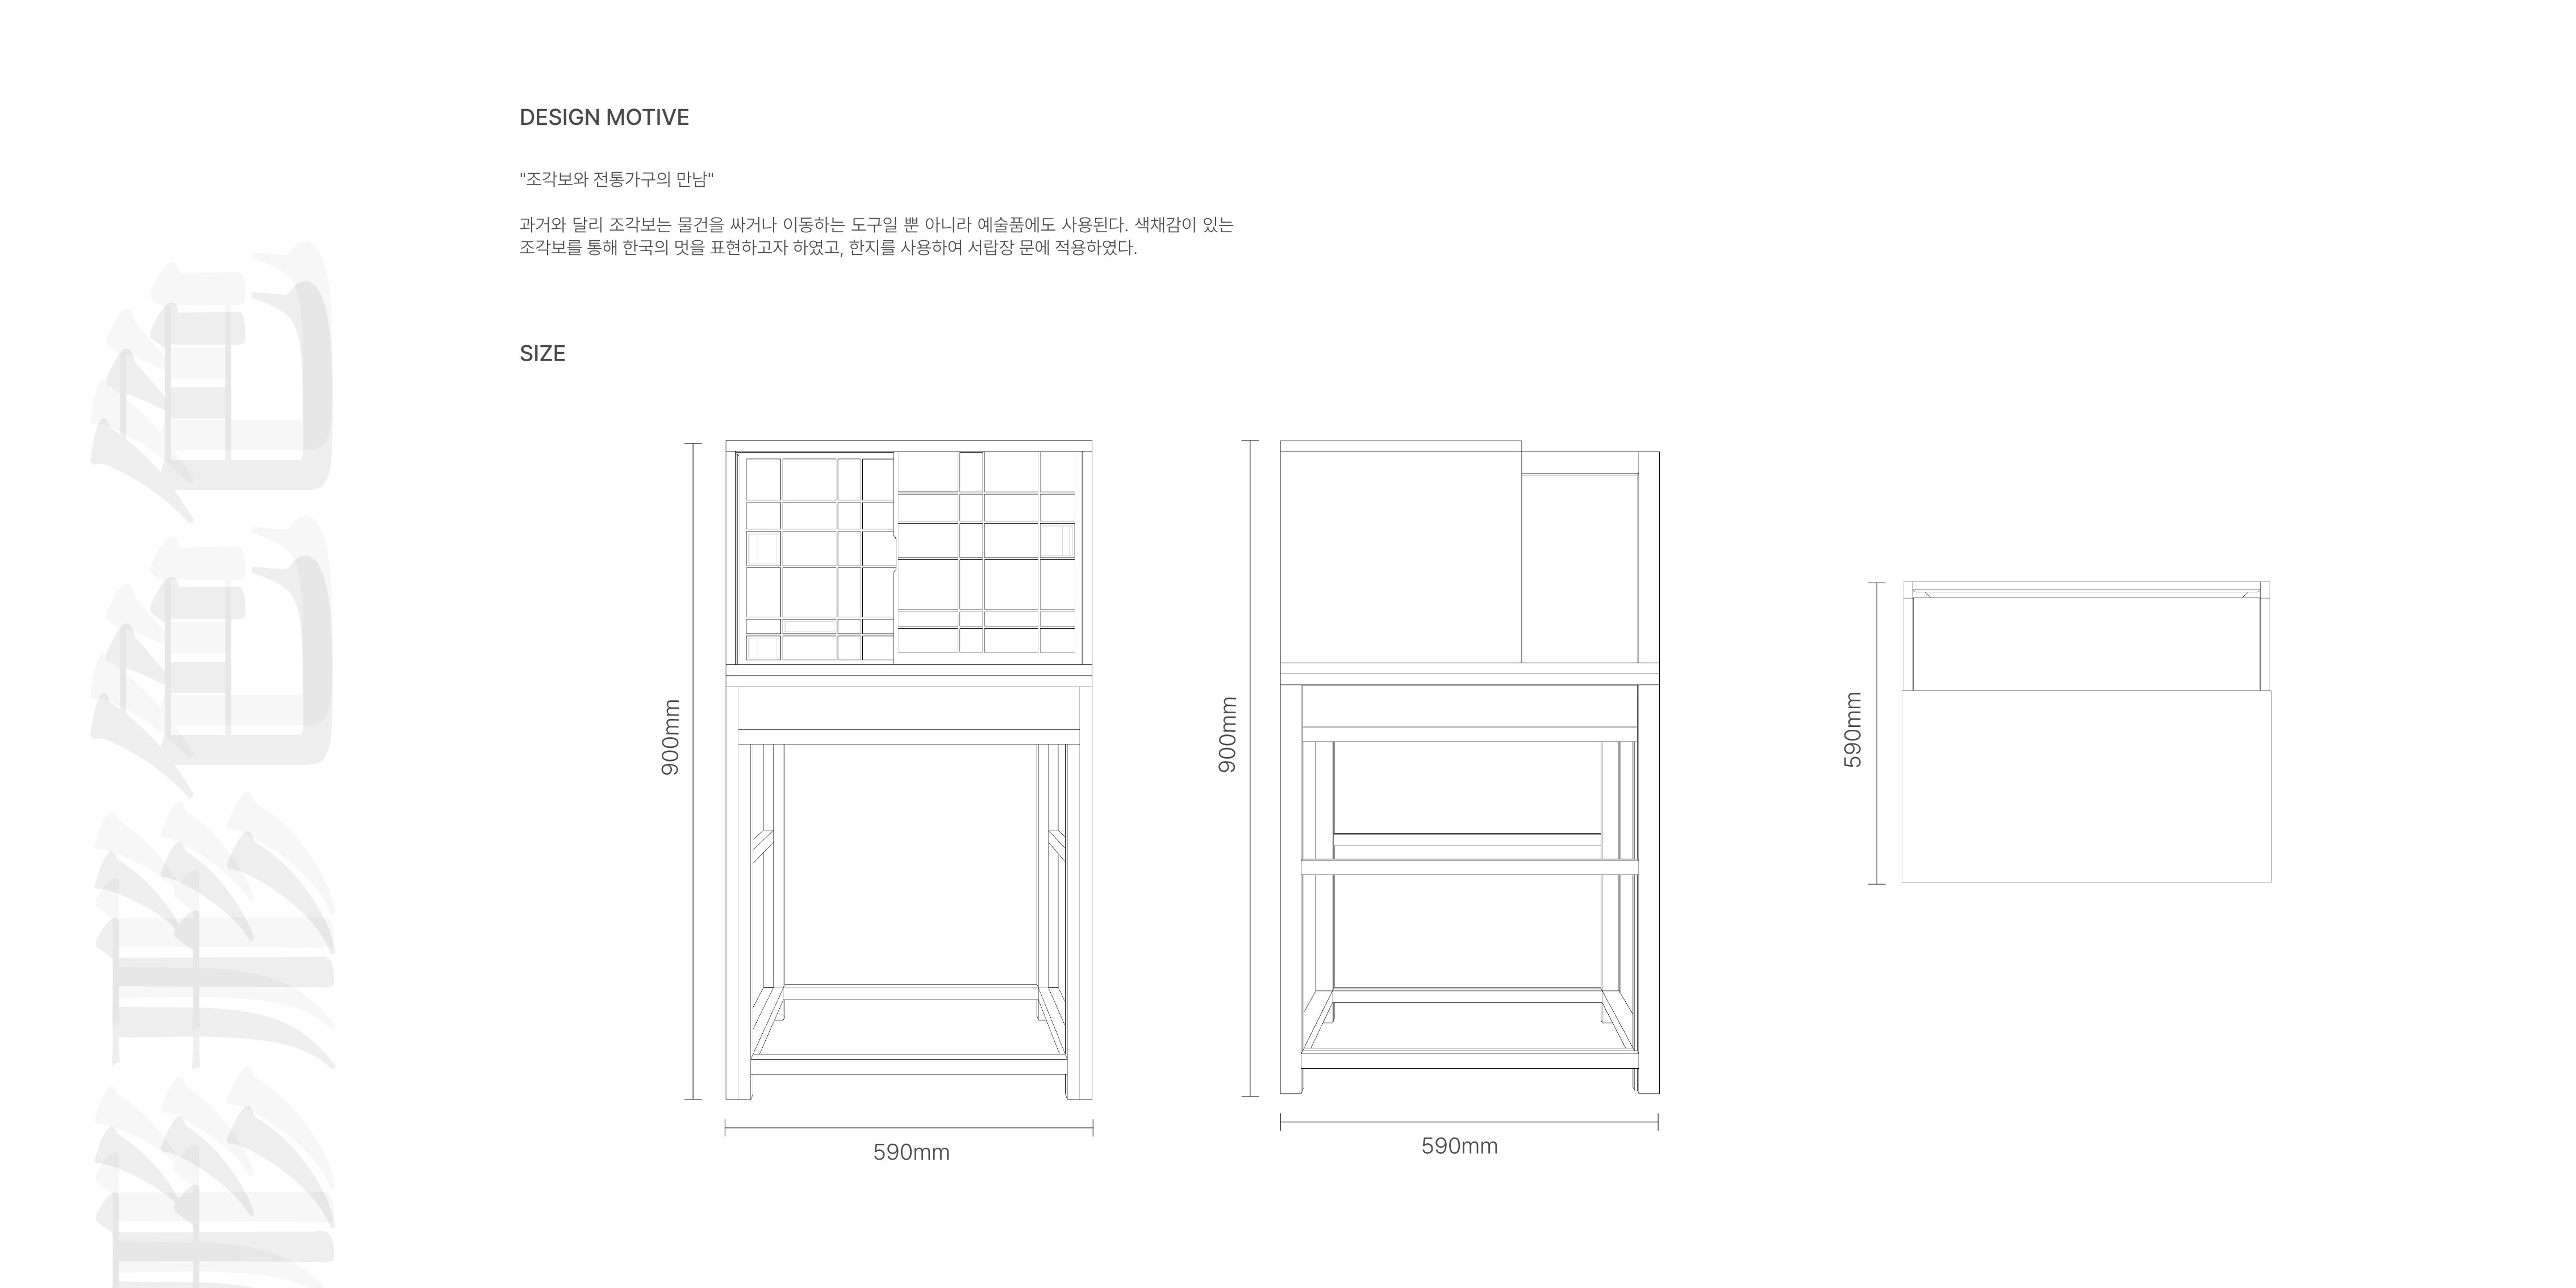 DESIGN MOTIVE
"조각보와 전통가구의 만남"
과거와 달리 조각보는 물건을 싸거나 이동하는 도구일 뿐 아니라 예술품에도 사용된다. 색채감이 있는
조각보를 통해 한국의 멋을 표현하고자 하였고, 한지를 사용하여 서랍장 문에 적용하였다.
SIZE
900mm
590mm
900mm
590mm
590mm